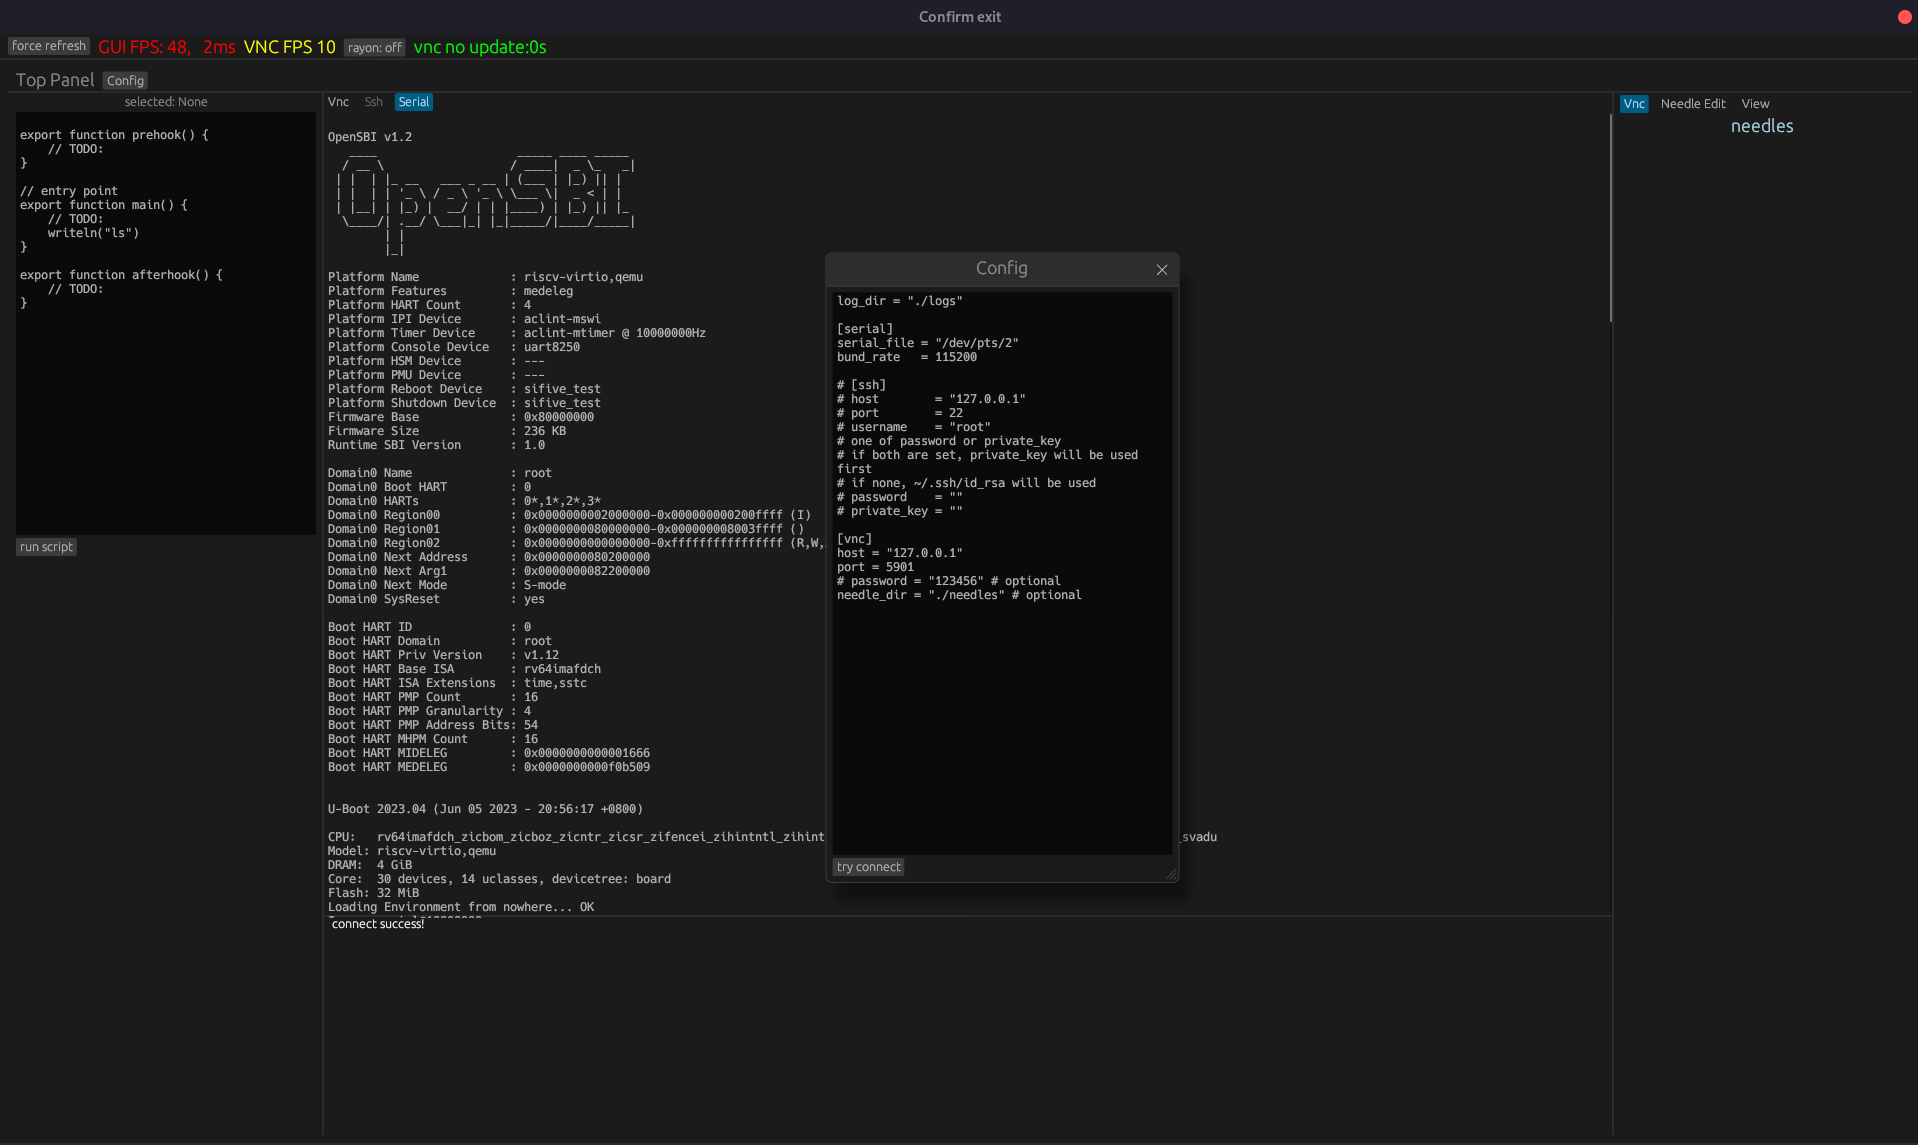 Confirm exit
force refresh GUI FPS: 48, 2ms VNC FPS 10 rayon: off vnc no update:0s
Top Panel Config
selected: None
export function prehook() {
    // TODO:
}
// entry point
export function main() {
    // TODO:
    writeln("ls")
}
export function afterhook() {
    // TODO:
}
run script
Vnc Ssh Serial
OpenSBI v1.2
OpenSBI
Platform Name             : riscv-virtio,qemu
Platform Features         : medeleg
Platform HART Count       : 4
Platform IPI Device       : aclint-mswi
Platform Timer Device     : aclint-mtimer @ 10000000Hz
Platform Console Device   : uart8250
Platform HSM Device       : ---
Platform PMU Device       : ---
Platform Reboot Device    : sifive_test
Platform Shutdown Device  : sifive_test
Firmware Base             : 0x80000000
Firmware Size             : 236 KB
Runtime SBI Version       : 1.0
Domain0 Name              : root
Domain0 Boot HART         : 0
Domain0 HARTs             : 0*,1*,2*,3*
Domain0 Region00          : 0x0000000002000000-0x000000000200ffff (I)
Domain0 Region01          : 0x0000000080000000-0x000000008003ffff ()
Domain0 Region02          : 0x0000000000000000-0xffffffffffffffff (R,W,
Domain0 Next Address      : 0x0000000080200000
Domain0 Next Arg1         : 0x0000000082200000
Domain0 Next Mode         : S-mode
Domain0 SysReset          : yes
Boot HART ID              : 0
Boot HART Domain          : root
Boot HART Priv Version    : v1.12
Boot HART Base ISA        : rv64imafdch
Boot HART ISA Extensions  : time,sstc
Boot HART PMP Count       : 16
Boot HART PMP Granularity : 4
Boot HART PMP Address Bits: 54
Boot HART MHPM Count      : 16
Boot HART MIDELEG         : 0x0000000000001666
Boot HART MEDELEG         : 0x0000000000f0b509
U-Boot 2023.04 (Jun 05 2023 - 20:56:17 +0800)
CPU:   rv64imafdch_zicbom_zicboz_zicntr_zicsr_zifencei_zihintntl_zihint _svadu
Model: riscv-virtio,qemu
DRAM:  4 GiB
Core:  30 devices, 14 uclasses, devicetree: board
Flash: 32 MiB
Loading Environment from nowhere... OK
connect success!
Config
log_dir = "./logs"
[serial]
serial_file = "/dev/pts/2"
bund_rate   = 115200
# [ssh]
# host        = "127.0.0.1"
# port        = 22
# username    = "root"
# one of password or private_key
# if both are set, private_key will be used
first
# if none, ~/.ssh/id_rsa will be used
# password    = ""
# private_key = ""
[vnc]
host = "127.0.0.1"
port = 5901
# password = "123456" # optional
needle_dir = "./needles" # optional
try connect
Vnc Needle Edit View
needles